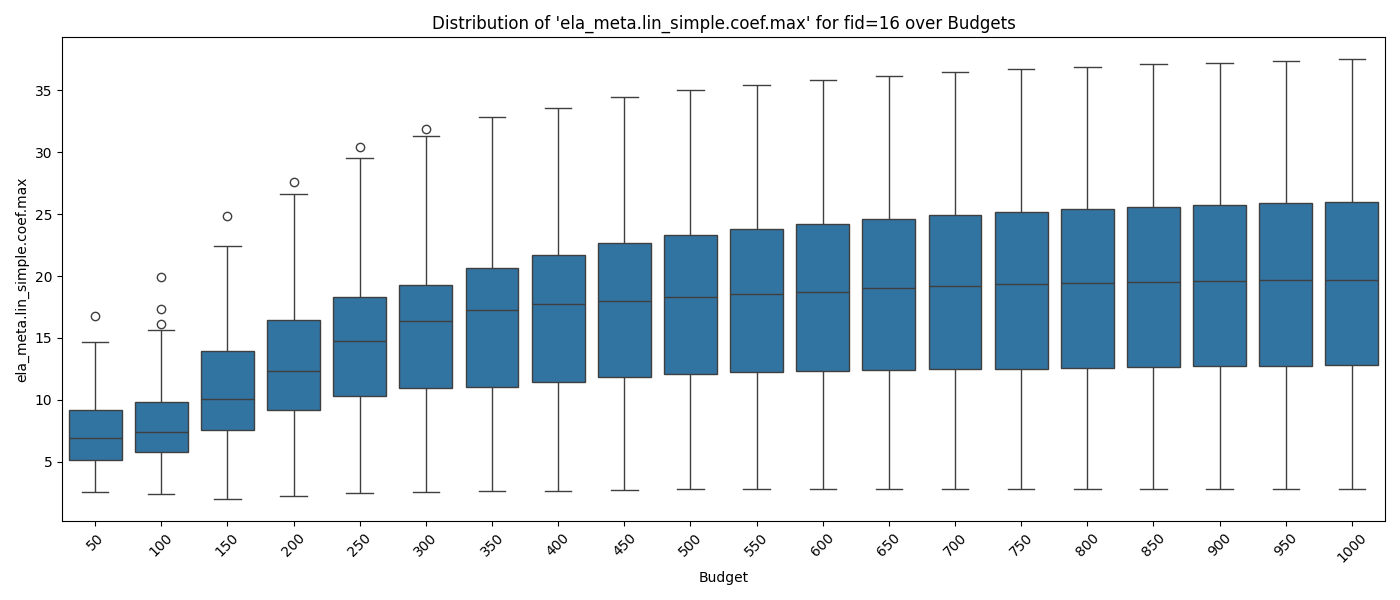 Distribution of 'ela_meta.lin_simple.coef.max' for fid=16 over Budgets
ela_meta.lin_simple.coef.max
35
30
25
20
15
10
5
50 100 150 200 250 300 350 400 450 500 550 600 650 700 750 800 850 900 950 1000
Budget